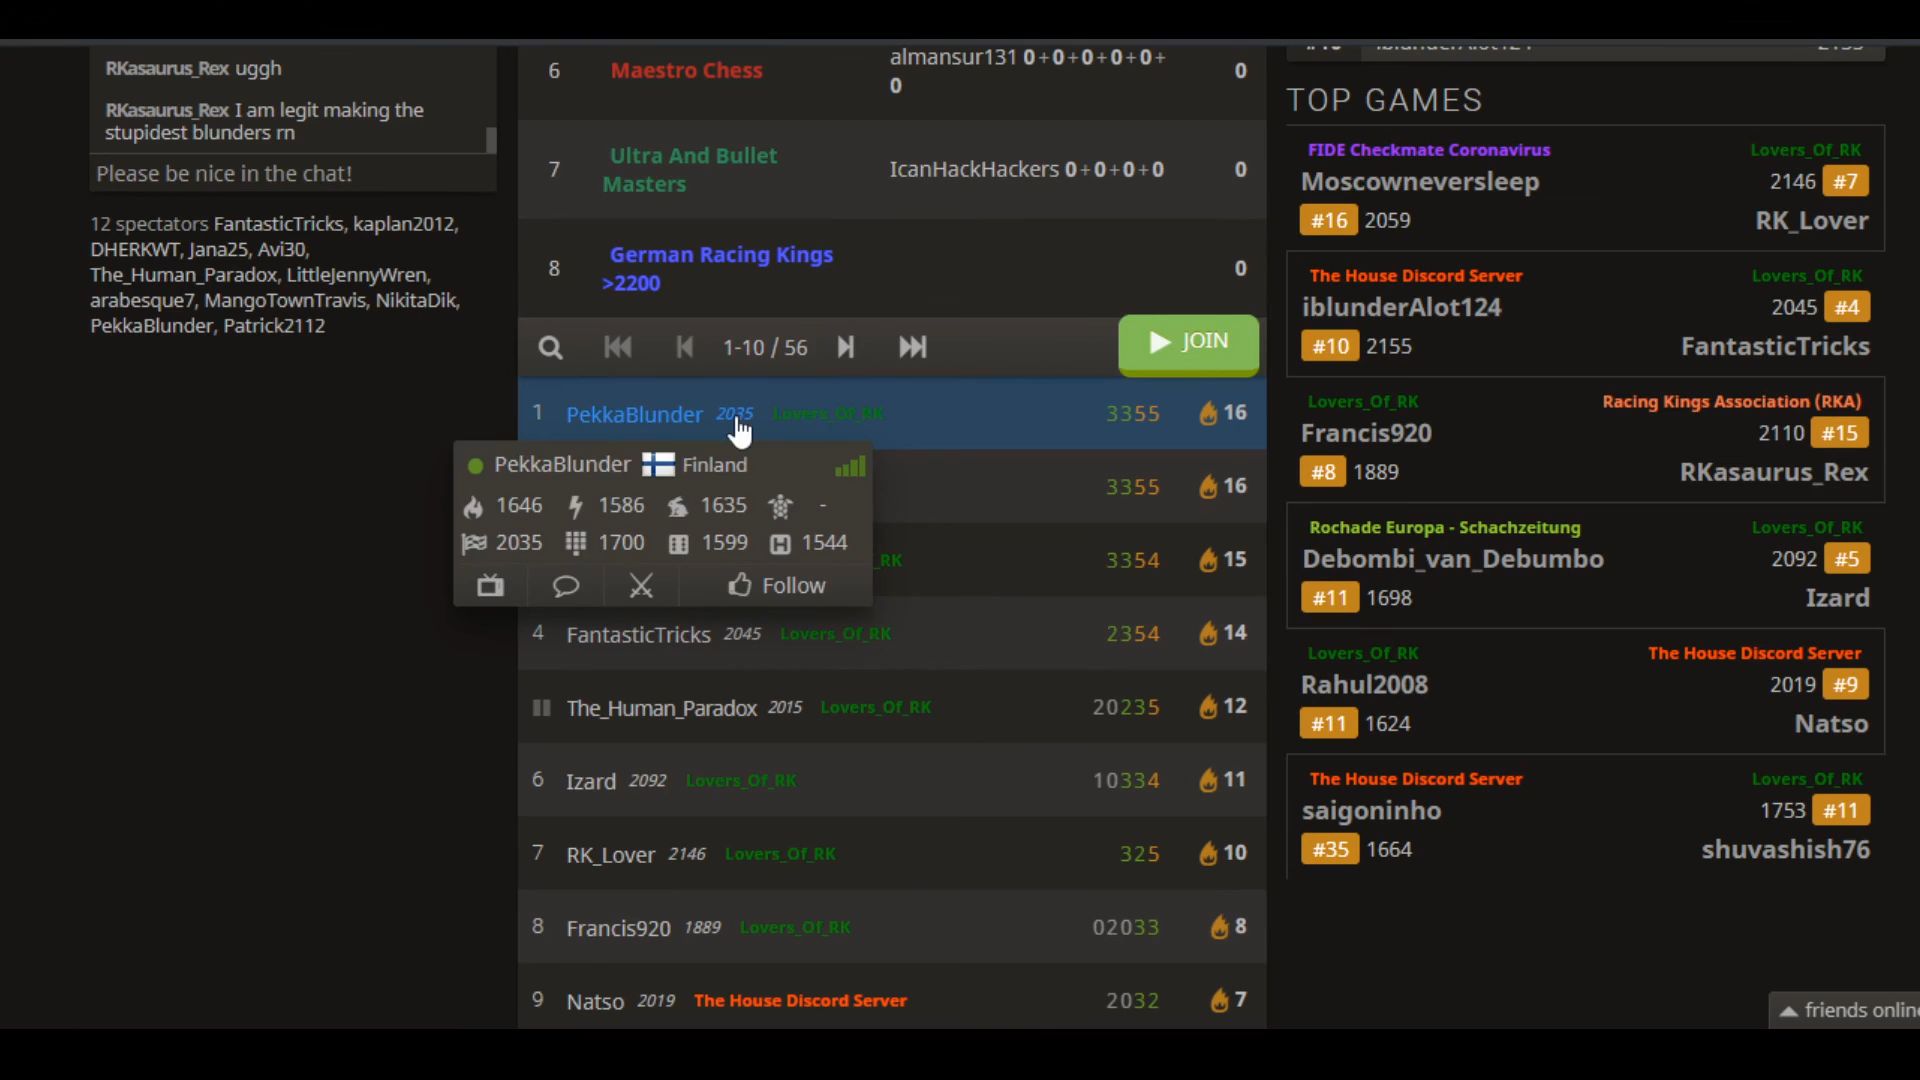 RKasaurus_Rex uggh
RKasaurus_Rex I am legit making the
stupidest blunders rn
Please be nice in the chat!
12 spectators FantasticTricks, kaplan2012,
DHERKWT, Jana25, Avi30,
The_Human_Paradox, LittleJennyWren,
arabesque7, MangoTownTravis, NikitaDik,
PekkaBlunder, Patrick2112
6 Maestro Chess almansur131 0+0+0+0+0+
0 0
7 Ultra And Bullet
Masters IcanHackHackers 0+0+0+0 0
8 German Racing Kings
>2200 0
1-10 / 56 JOIN
1 PekkaBlunder 2035 Lovers_Of_RK 3355 16
PekkaBlunder Finland
1646 1586 1635 -
2035 1700 1599 1544
Follow
3355 16
_RK 3354 15
4 FantasticTricks 2045 Lovers_Of_RK 2354 14
The_Human_Paradox 2015 Lovers_Of_RK 20235 12
6 Izard 2092 Lovers_Of_RK 10334 11
7 RK_Lover 2146 Lovers_Of_RK 325 10
8 Francis920 1889 Lovers_Of_RK 02033 8
9 Natso 2019 The House Discord Server 2032 7
#10 iblunderAlot124 2155
TOP GAMES
FIDE Checkmate Coronavirus Lovers_Of_RK
Moscowneversleep 2146 #7
#16 2059 RK_Lover
The House Discord Server Lovers_Of_RK
iblunderAlot124 2045 #4
#10 2155 FantasticTricks
Lovers_Of_RK Racing Kings Association (RKA)
Francis920 2110 #15
#8 1889 RKasaurus_Rex
Rochade Europa - Schachzeitung Lovers_Of_RK
Debombi_van_Debumbo 2092 #5
#11 1698 Izard
Lovers_Of_RK The House Discord Server
Rahul2008 2019 #9
#11 1624 Natso
The House Discord Server Lovers_Of_RK
saigoninho 1753 #11
#35 1664 shuvashish76
friends online